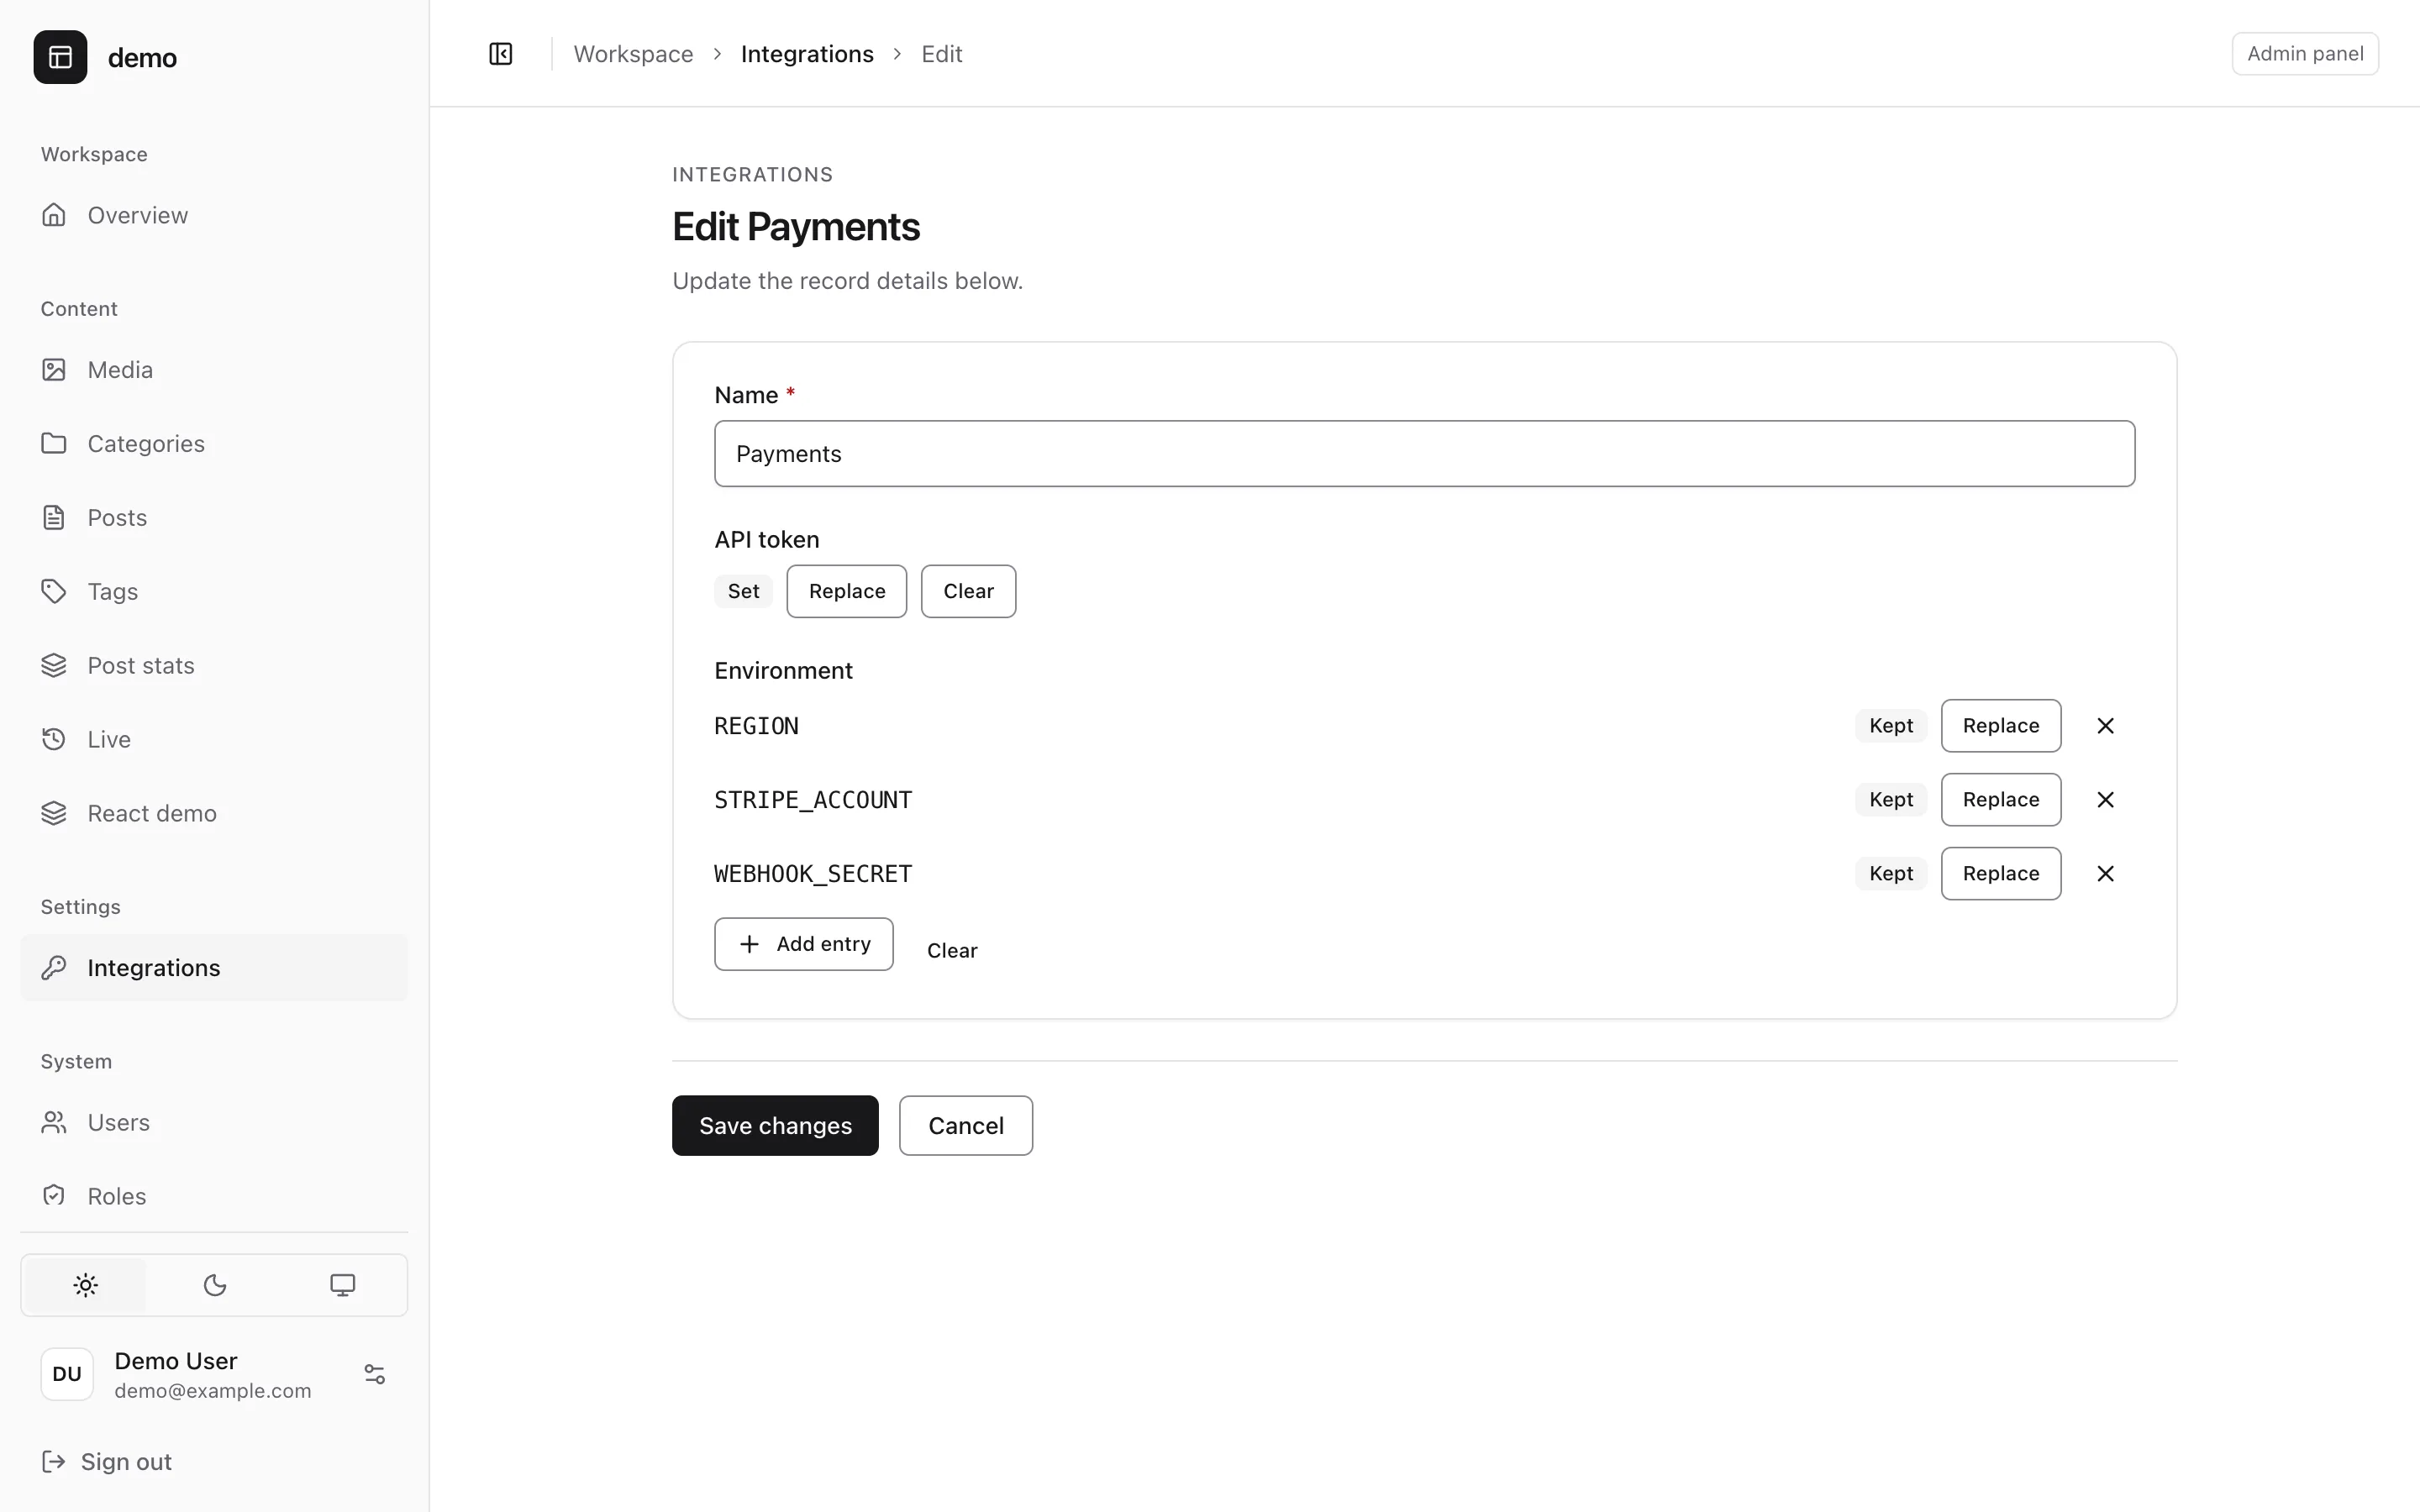 demo
Workspace
Overview
Content
Media
Categories
Posts
Tags
Post stats
Live
React demo
Settings
Integrations
System
Users
Roles
DU
Demo User
demo@example.com
Sign out
Workspace > Integrations > Edit
Admin panel
INTEGRATIONS
Edit Payments
Update the record details below.
Name *
Payments
API token
Set Replace Clear
Environment
REGION Kept Replace
STRIPE_ACCOUNT Kept Replace
WEBHOOK_SECRET Kept Replace
Add entry Clear
Save changes Cancel